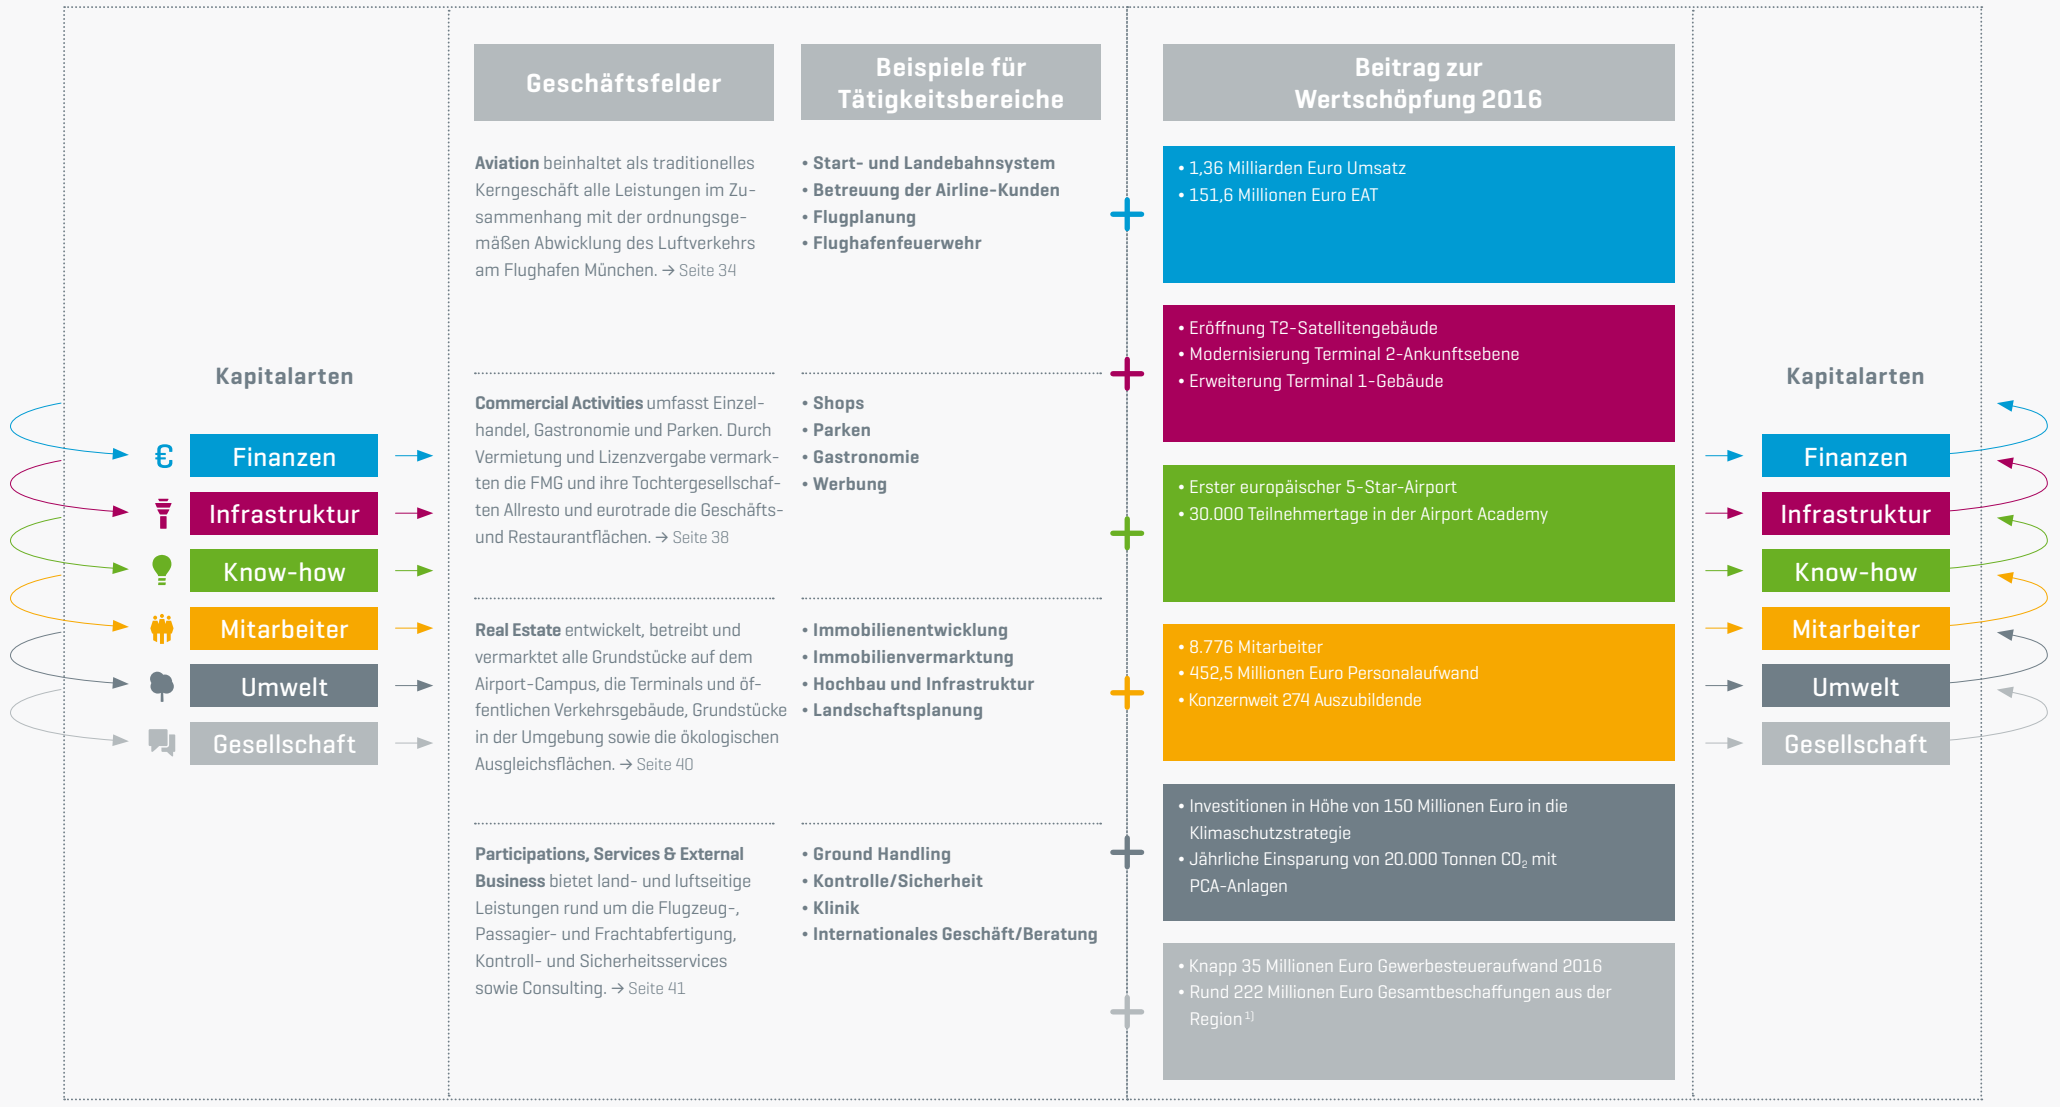 Kapitalarten
€
Finanzen
Infrastruktur
Know-how
Mitarbeiter
Umwelt
Gesellschaft
Geschäftsfelder
Aviation beinhaltet als traditionelles
Kerngeschäft alle Leistungen im Zu-
sammenhang mit der ordnungsge-
mäßen Abwicklung des Luftverkehrs
am Flughafen München. → Seite 34
Commercial Activities umfasst Einzel-
handel, Gastronomie und Parken. Durch
Vermietung und Lizenzvergabe vermark-
ten die FMG und ihre Tochtergesellschaf-
ten Allresto und eurotrade die Geschäfts-
und Restaurantflächen. → Seite 38
Real Estate entwickelt, betreibt und
vermarktet alle Grundstücke auf dem
Airport-Campus, die Terminals und öf-
fentlichen Verkehrsgebäude, Grundstücke
in der Umgebung sowie die ökologischen
Ausgleichsflächen. → Seite 40
Participations, Services & External
Business bietet land- und luftseitige
Leistungen rund um die Flugzeug-,
Passagier- und Frachtabfertigung,
Kontroll- und Sicherheitsservices
sowie Consulting. → Seite 41
Beispiele für
Tätigkeitsbereiche
• Start- und Landebahnsystem
• Betreuung der Airline-Kunden
• Flugplanung
• Flughafenfeuerwehr
• Shops
• Parken
• Gastronomie
• Werbung
• Immobilienentwicklung
• Immobilienvermarktung
• Hochbau und Infrastruktur
• Landschaftsplanung
• Ground Handling
• Kontrolle/Sicherheit
• Klinik
• Internationales Geschäft/Beratung
Beitrag zur
Wertschöpfung 2016
• 1,36 Milliarden Euro Umsatz
• 151,6 Millionen Euro EAT
• Eröffnung T2-Satellitengebäude
• Modernisierung Terminal 2-Ankunftsebene
• Erweiterung Terminal 1-Gebäude
• Erster europäischer 5-Star-Airport
• 30.000 Teilnehmertage in der Airport Academy
• 8.776 Mitarbeiter
• 452,5 Millionen Euro Personalaufwand
• Konzernweit 274 Auszubildende
• Investitionen in Höhe von 150 Millionen Euro in die
Klimaschutzstrategie
• Jährliche Einsparung von 20.000 Tonnen CO₂ mit
PCA-Anlagen
• Knapp 35 Millionen Euro Gewerbesteueraufwand 2016
• Rund 222 Millionen Euro Gesamtbeschaffungen aus der
Region ¹⁾
Kapitalarten
Finanzen
Infrastruktur
Know-how
Mitarbeiter
Umwelt
Gesellschaft